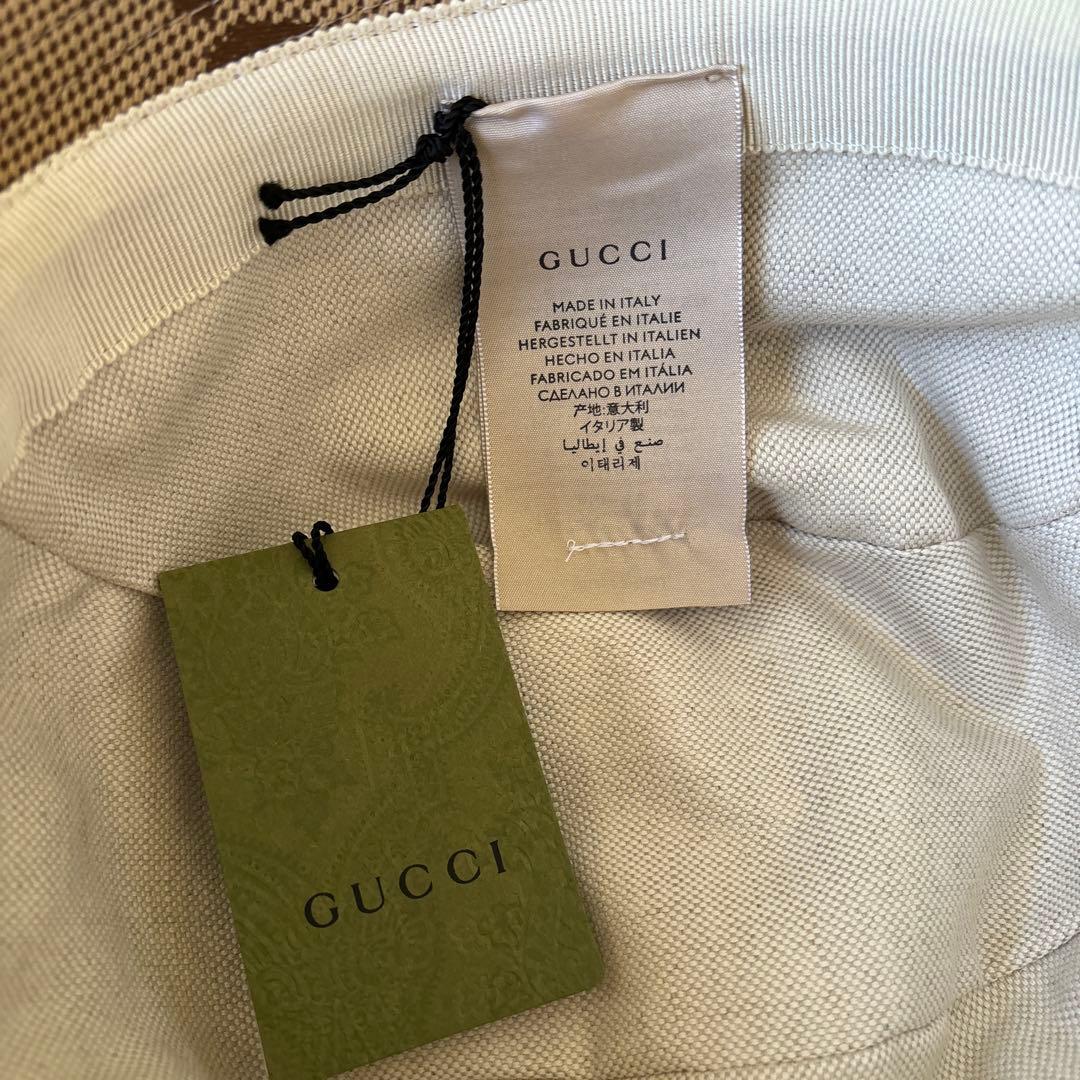 GUCCI
MADE IN ITALY
FABRIQUÉ EN ITALIE
HERGESTELLT IN ITALIEN
HECHO EN ITALIA
FABRICADO EM ITÁLIA
СДЕЛАНО В ИТАЛИИ
产地:意大利
イタリア製
صنع في إيطاليا
이태리제
GUCCI